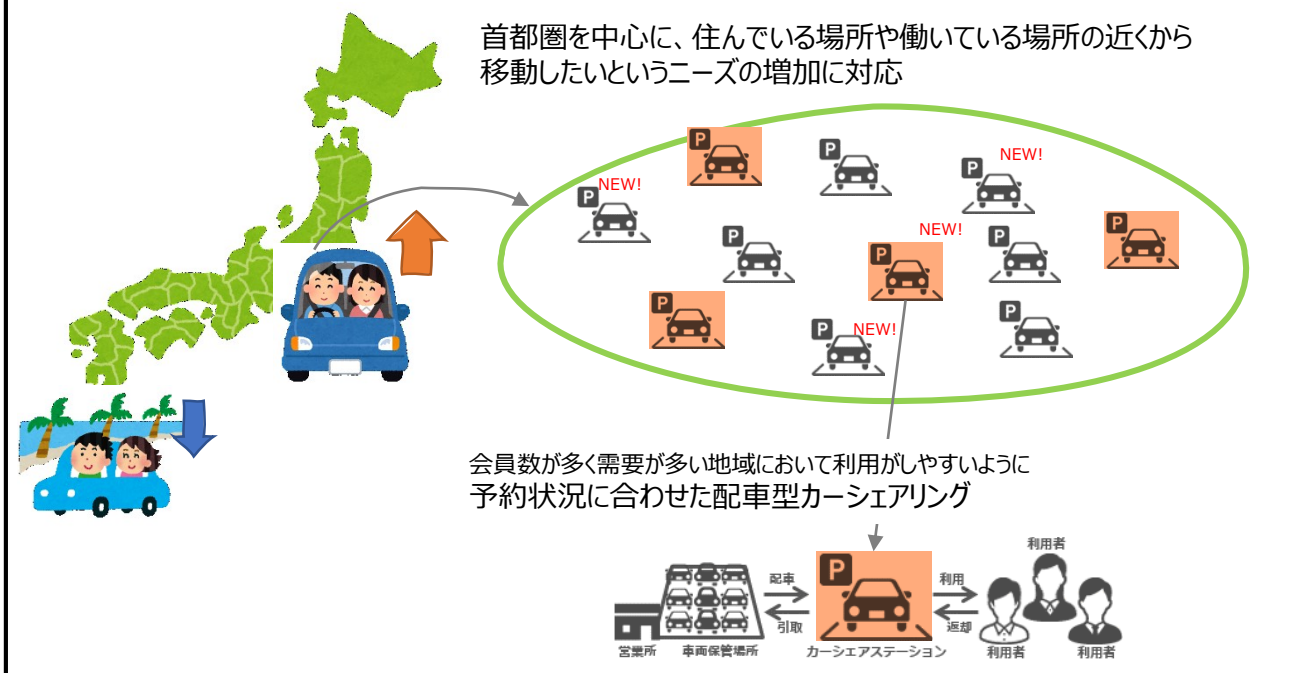 首都圏を中心に、住んでいる場所や働いている場所の近くから
移動したいというニーズの増加に対応
P
P
P NEW!
P NEW!
P
P
P NEW!
P
P
P NEW!
P
会員数が多く需要が多い地域において利用がしやすいように
予約状況に合わせた配車型カーシェアリング
利用者
配車
P
利用
引取
返却
営業所
車両保管場所
カーシェアステーション
利用者
利用者